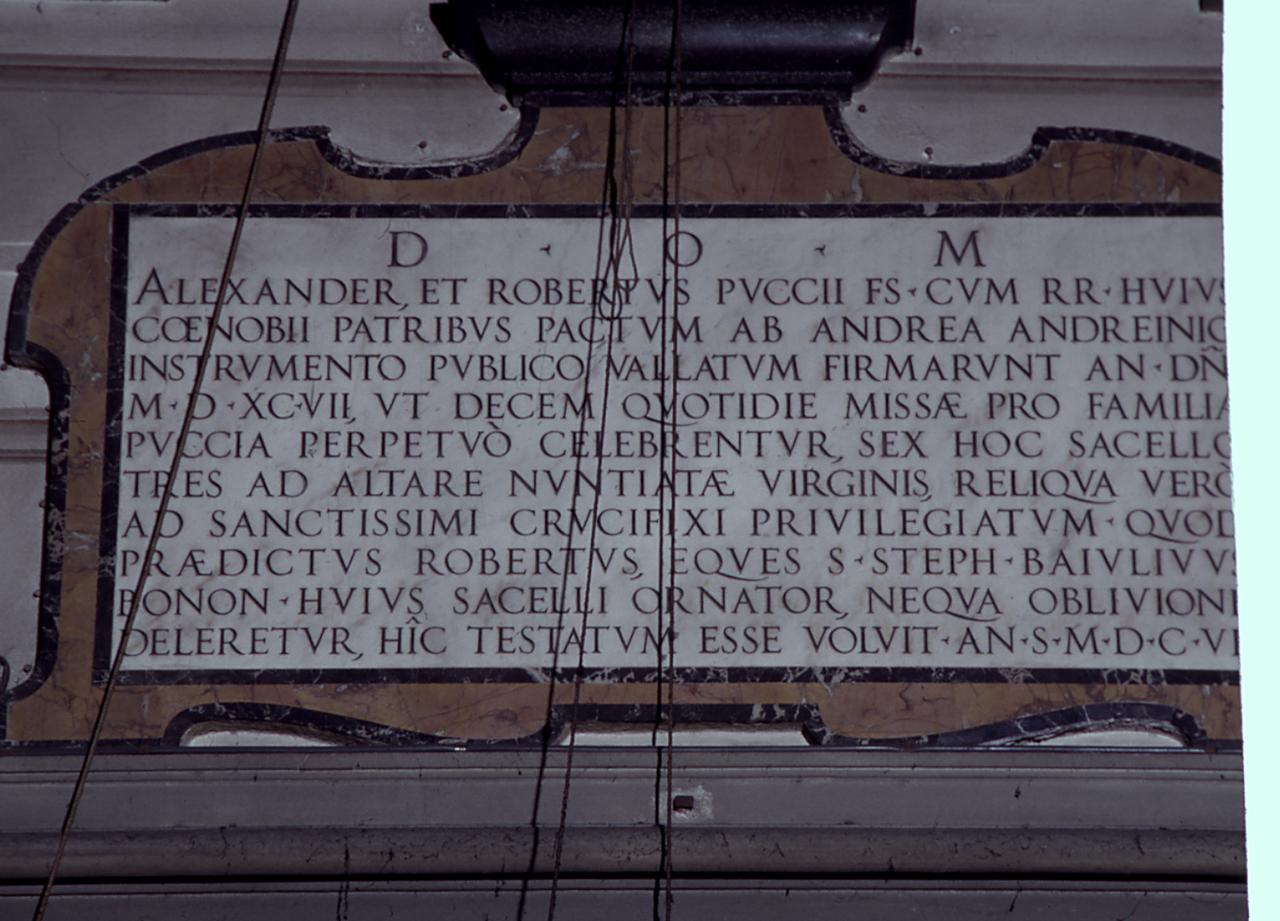 D · O · M
ALEXANDER, ET ROBERTVS PVCCII FS · CVM RR · HVIVS
CŒNOBII PATRIBVS PACTVM AB ANDREA ANDREINIO
INSTRVMENTO PVBLICO VALLATVM FIRMARVNT AN · DÑ
M · D · XCVII, VT DECEM QVOTIDIE MISSÆ PRO FAMILIA
PVCCIA PERPETVÒ CELEBRENTVR, SEX HOC SACELLO
TRES AD ALTARE NVNTIATÆ VIRGINIS, RELIQVA VERÒ
AD SANCTISSIMI CRVCIFIXI PRIVILEGIATVM · QVOD
PRÆDICTVS ROBERTVS, EQVES S · STEPH · BAIVLIVVS
BONON · HVIVS SACELLI ORNATOR, NEQVA OBLIVIONE
DELERETVR, HÎC TESTATVM ESSE VOLVIT · AN · S · M · D · C · VI